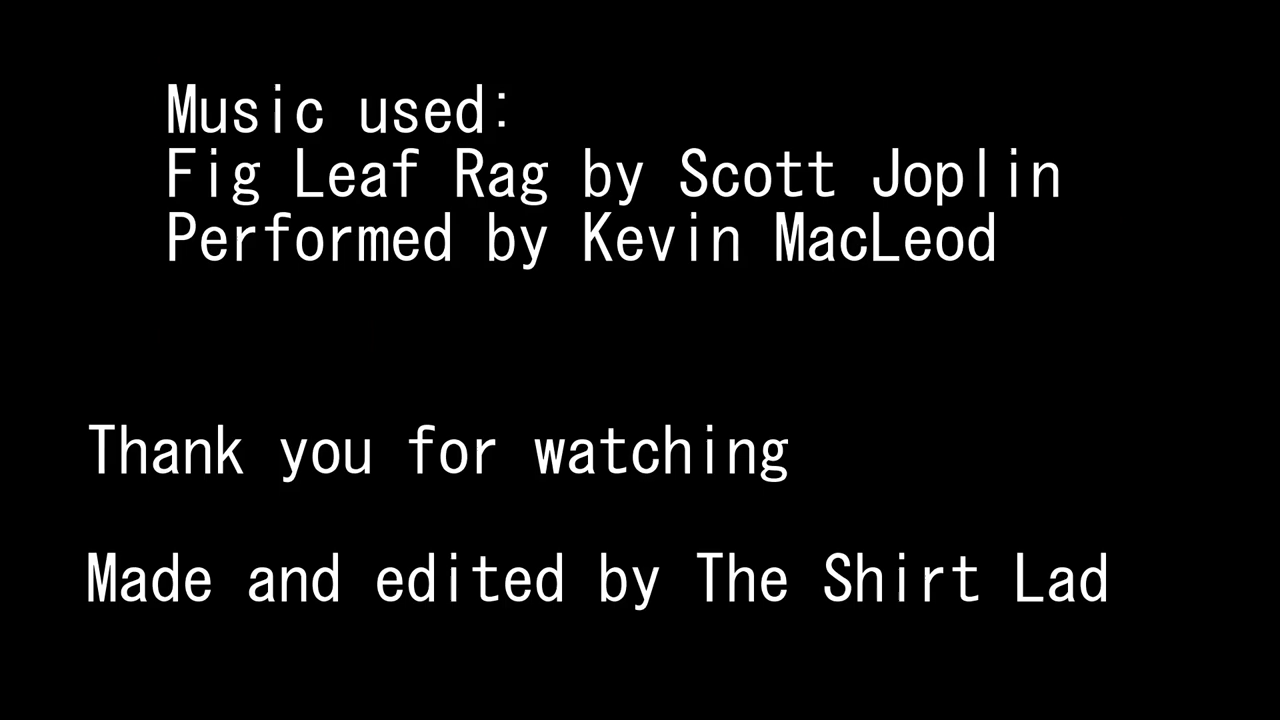 Music used:
Fig Leaf Rag by Scott Joplin
Performed by Kevin MacLeod
Thank you for watching
Made and edited by The Shirt Lad